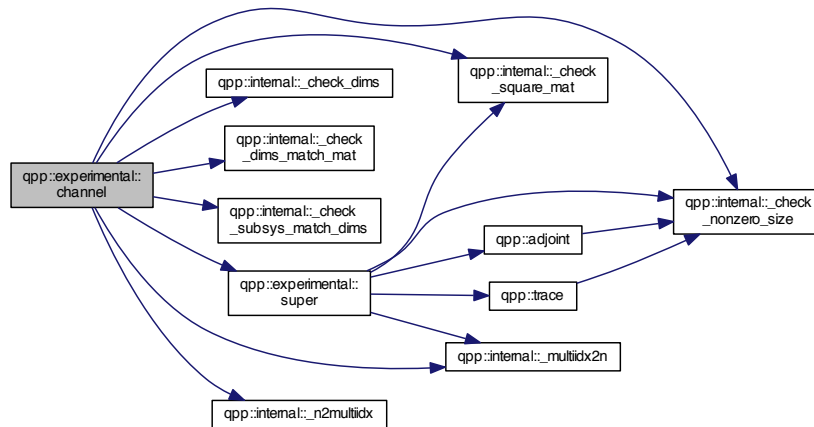 qpp::experimental::
channel
qpp::internal::_check_dims
qpp::internal::_check
_dims_match_mat
qpp::internal::_check
_subsys_match_dims
qpp::experimental::
super
qpp::internal::_n2multiidx
qpp::internal::_check
_square_mat
qpp::adjoint
qpp::trace
qpp::internal::_multiidx2n
qpp::internal::_check
_nonzero_size